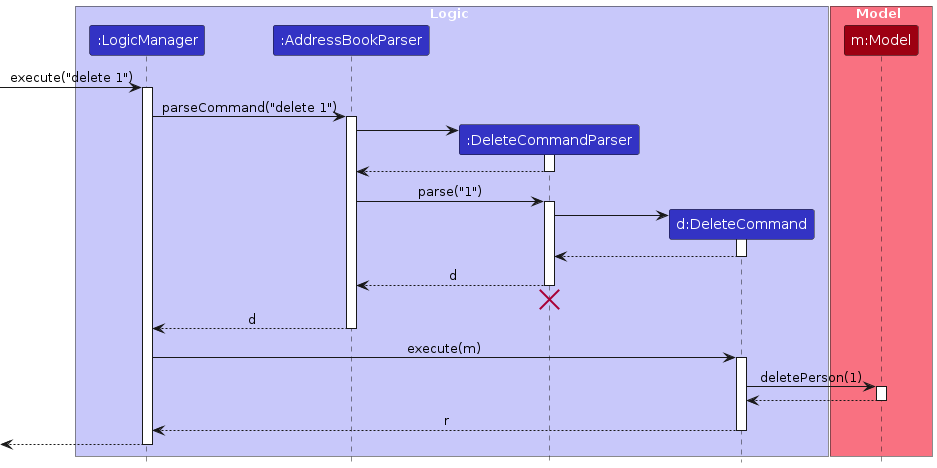 Logic
Model
:LogicManager
:AddressBookParser
m:Model
execute("delete 1")
parseCommand("delete 1")
:DeleteCommandParser
parse("1")
d:DeleteCommand
d
d
execute(m)
deletePerson(1)
r